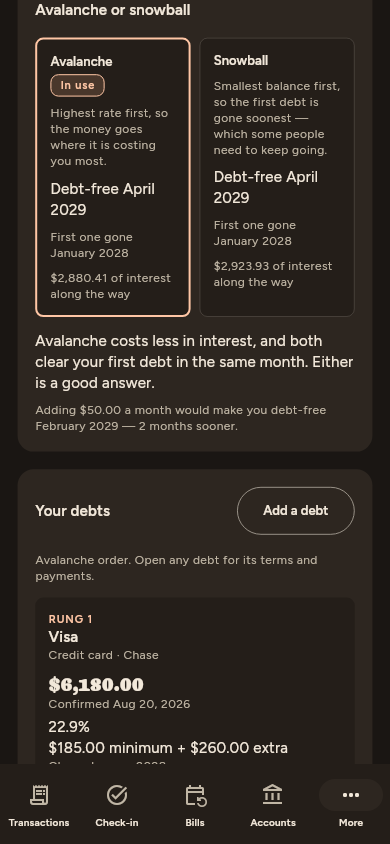 Avalanche or snowball
Avalanche
In use
Highest rate first, so
the money goes
where it is costing
you most.
Debt-free April
2029
First one gone
January 2028
$2,880.41 of interest
along the way
Snowball
Smallest balance first,
so the first debt is
gone soonest —
which some people
need to keep going.
Debt-free April
2029
First one gone
January 2028
$2,923.93 of interest
along the way
Avalanche costs less in interest, and both
clear your first debt in the same month. Either
is a good answer.
Adding $50.00 a month would make you debt-free
February 2029 — 2 months sooner.
Your debts
Add a debt
Avalanche order. Open any debt for its terms and
payments.
RUNG 1
Visa
Credit card · Chase
$6,180.00
Confirmed Aug 20, 2026
22.9%
$185.00 minimum + $260.00 extra
Transactions
Check-in
Bills
Accounts
More